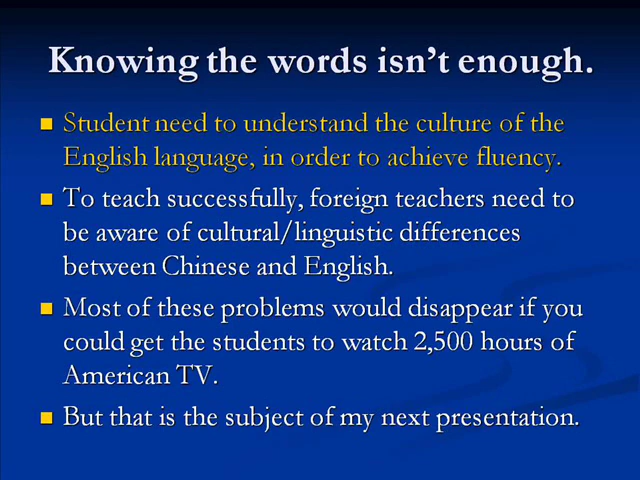 Knowing the words isn't enough.
Student need to understand the culture of the
English language, in order to achieve fluency.
To teach successfully, foreign teachers need to
be aware of cultural/linguistic differences
between Chinese and English.
Most of these problems would disappear if you
could get the students to watch 2,500 hours of
American TV.
But that is the subject of my next presentation.